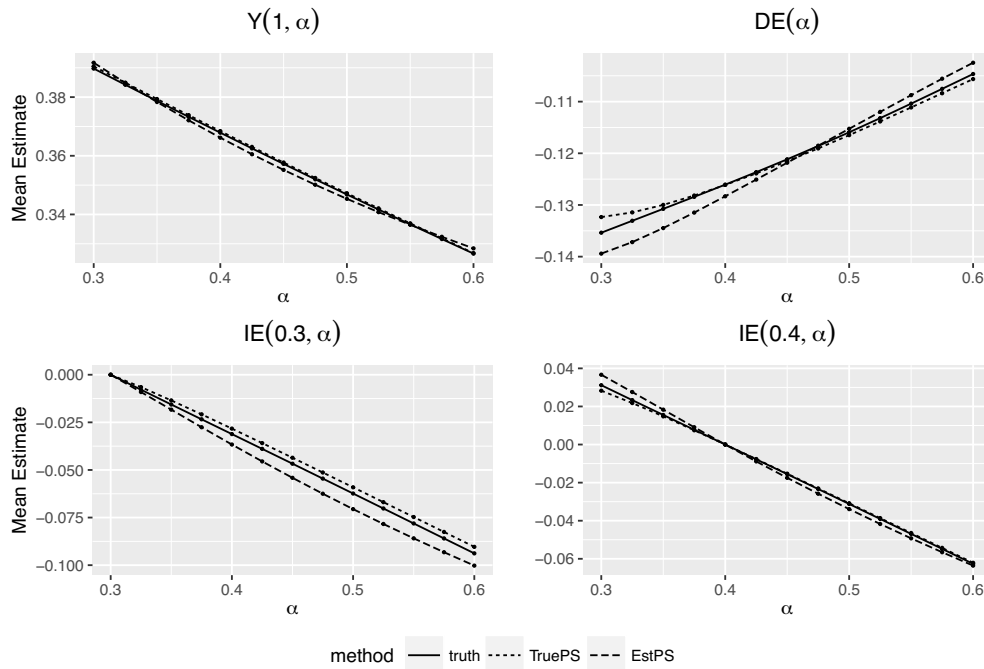 Y(1, α)
DE(α)
Mean Estimate
0.38
0.36
0.34
0.3 0.4 0.5 0.6
α
−0.11
−0.12
−0.13
−0.14
0.3 0.4 0.5 0.6
α
IE(0.3, α)
IE(0.4, α)
Mean Estimate
0.000
−0.025
−0.050
−0.075
−0.100
0.3 0.4 0.5 0.6
α
0.04
0.02
0.00
−0.02
−0.04
−0.06
0.3 0.4 0.5 0.6
α
method truth TruePS EstPS